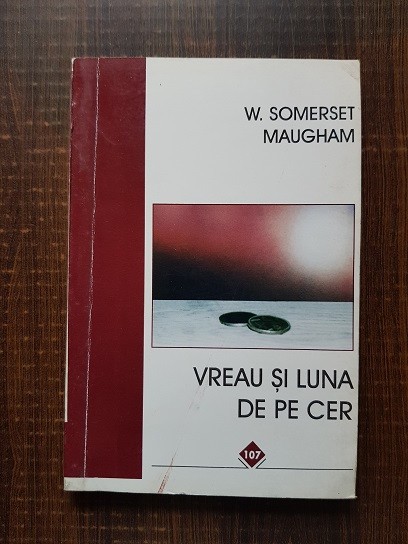 W. SOMERSET
MAUGHAM
VREAU ȘI LUNA
DE PE CER
107